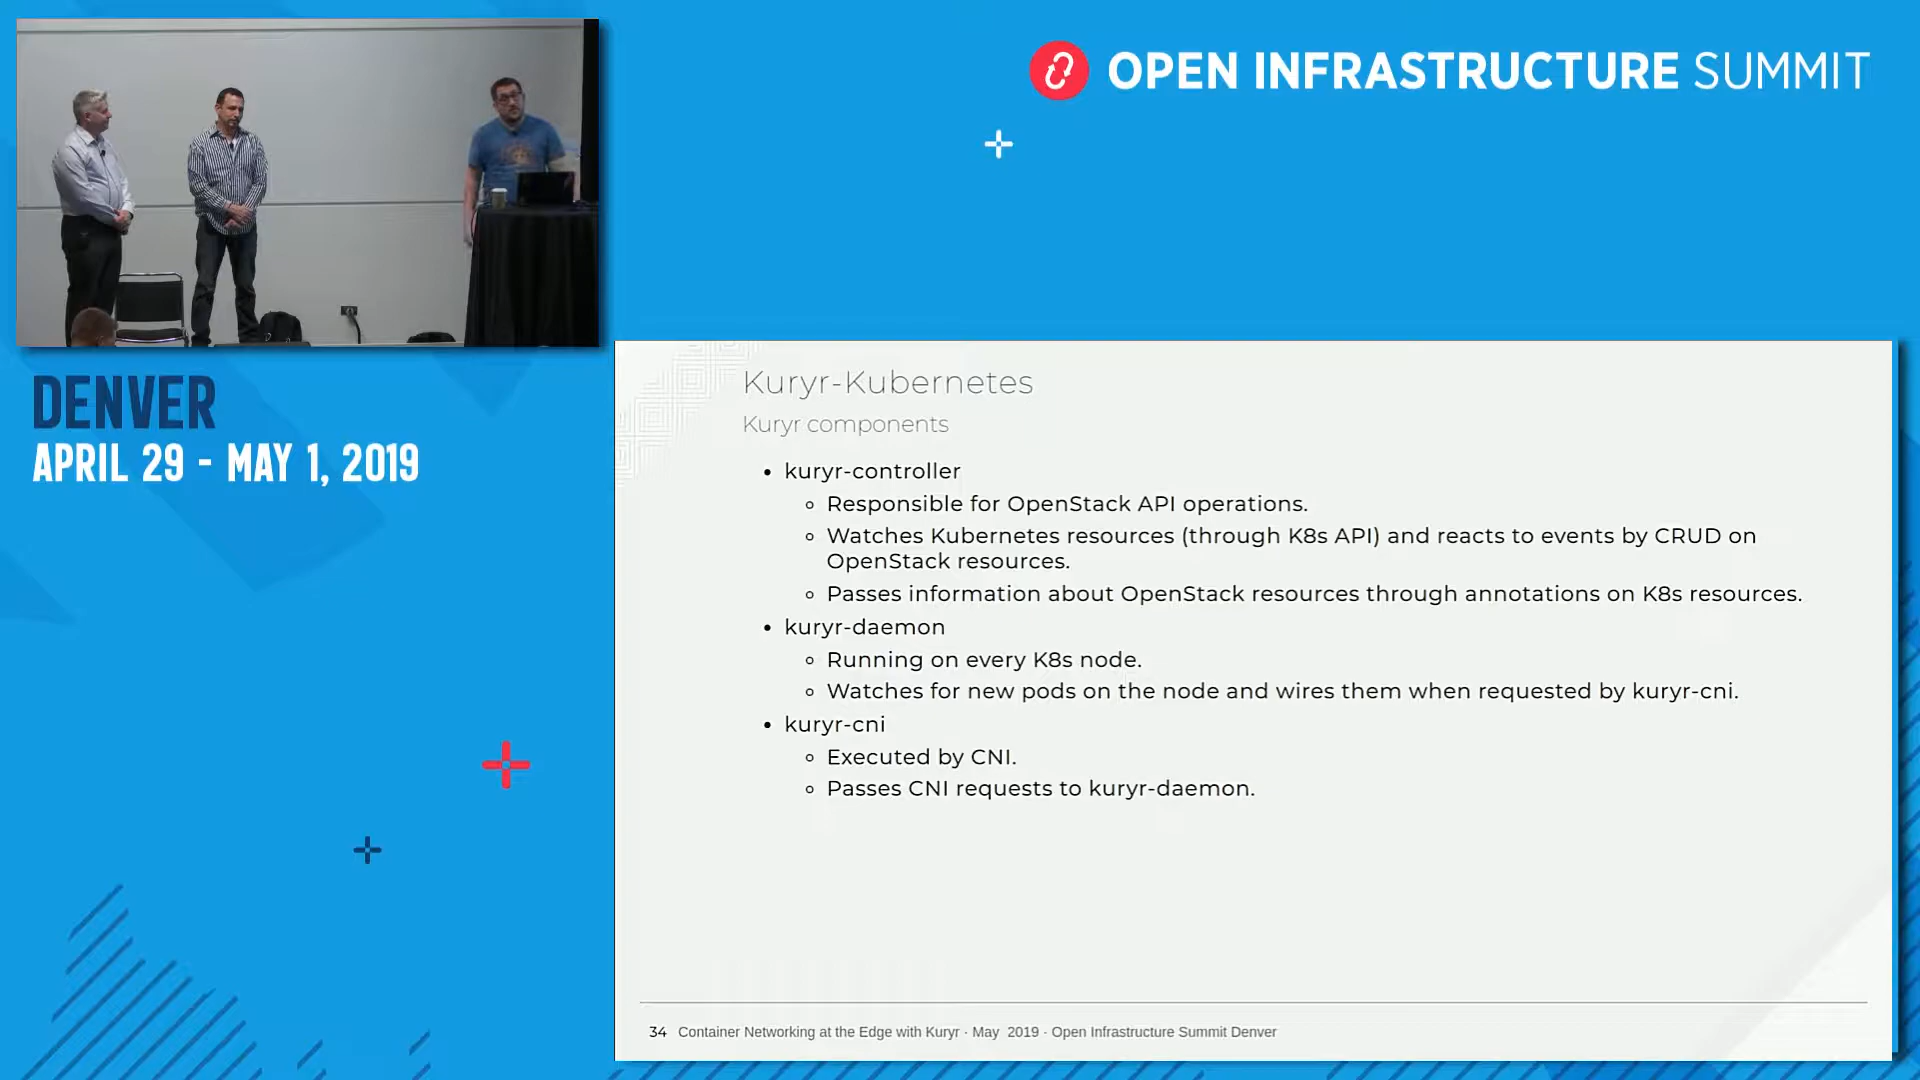 OPEN INFRASTRUCTURE SUMMIT
DENVER
APRIL 29 - MAY 1, 2019
Kuryr-Kubernetes
Kuryr components
• kuryr-controller
○ Responsible for OpenStack API operations.
○ Watches Kubernetes resources (through K8s API) and reacts to events by CRUD on
OpenStack resources.
○ Passes information about OpenStack resources through annotations on K8s resources.
• kuryr-daemon
○ Running on every K8s node.
○ Watches for new pods on the node and wires them when requested by kuryr-cni.
• kuryr-cni
○ Executed by CNI.
○ Passes CNI requests to kuryr-daemon.
34 Container Networking at the Edge with Kuryr · May 2019 · Open Infrastructure Summit Denver